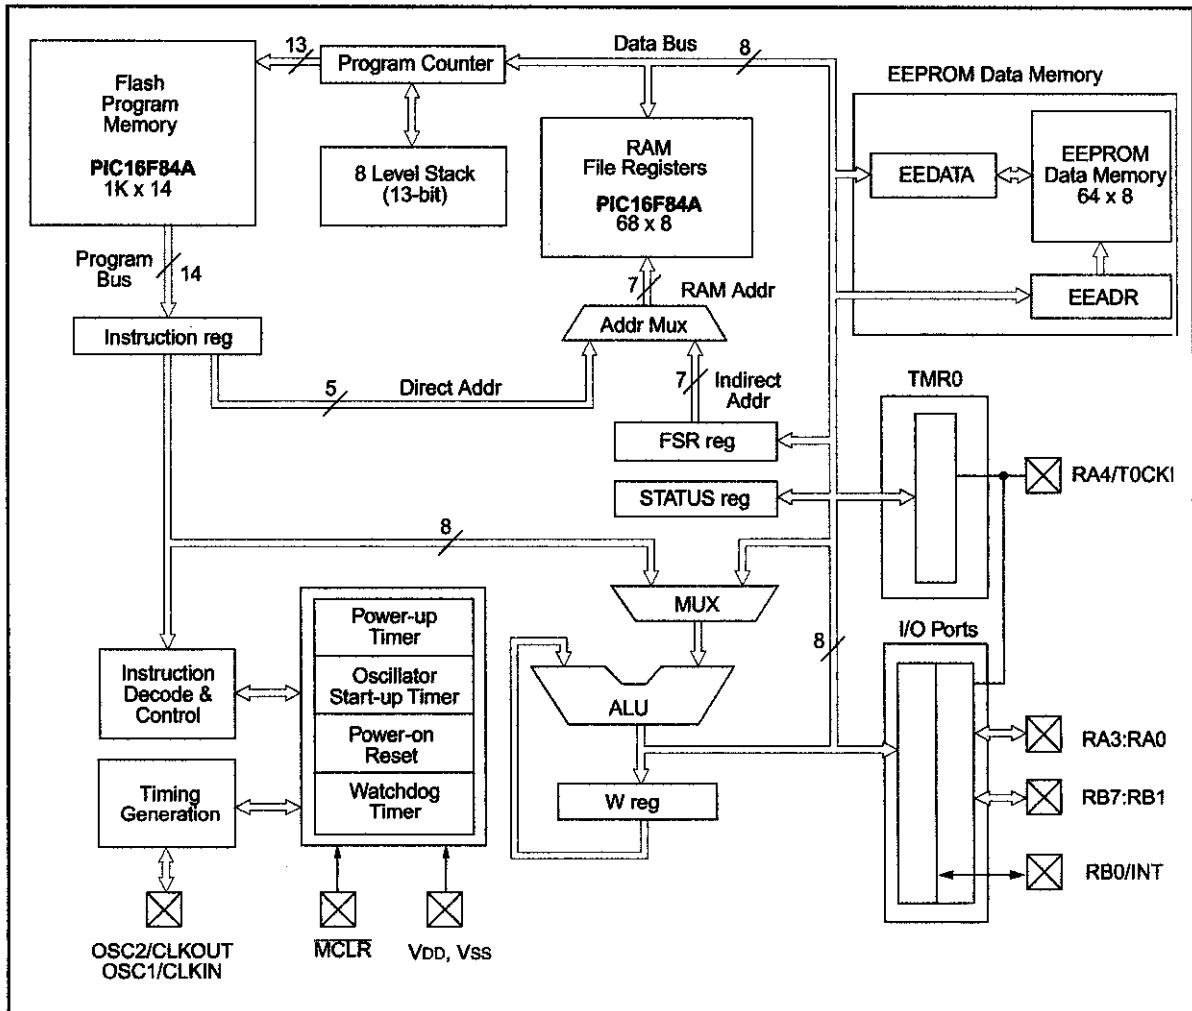 Flash
Program
Memory
PIC16F84A
1K x 14
13
Program Counter
Data Bus
8
8 Level Stack
(13-bit)
RAM
File Registers
PIC16F84A
68 x 8
EEPROM Data Memory
EEDATA
EEPROM
Data Memory
64 x 8
EEADR
Program
Bus
14
7
RAM Addr
Addr Mux
Instruction reg
5
Direct Addr
7
Indirect
Addr
FSR reg
STATUS reg
TMR0
RA4/T0CKI
8
MUX
8
I/O Ports
Power-up
Timer
Oscillator
Start-up Timer
Power-on
Reset
Watchdog
Timer
Instruction
Decode &
Control
Timing
Generation
ALU
W reg
RA3:RA0
RB7:RB1
RB0/INT
OSC2/CLKOUT
OSC1/CLKIN
MCLR
VDD, VSS